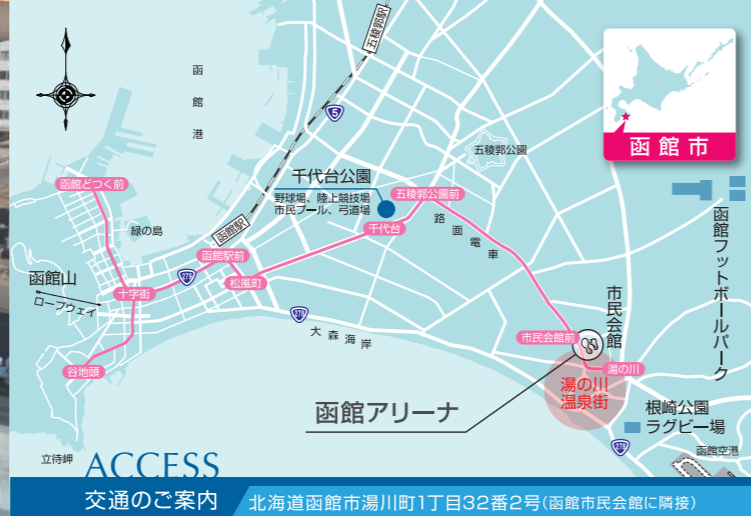 五稜郭駅
函館市
函館港
5
五稜郭公園
千代台公園
野球場、陸上競技場
市民プール、弓道場
五稜郭公園前
函館どつく前
緑の島
函館駅
千代台
路面電車
函館フットボールパーク
函館駅前
函館山
ロープウェイ
279
松風町
十字街
278
大森海岸
市民会館
市民会館前
湯の川
谷地頭
湯の川
温泉街
函館アリーナ
根崎公園
ラグビー場
278
函館空港
立待岬
ACCESS
交通のご案内
北海道函館市湯川町1丁目32番2号(函館市民会館に隣接)